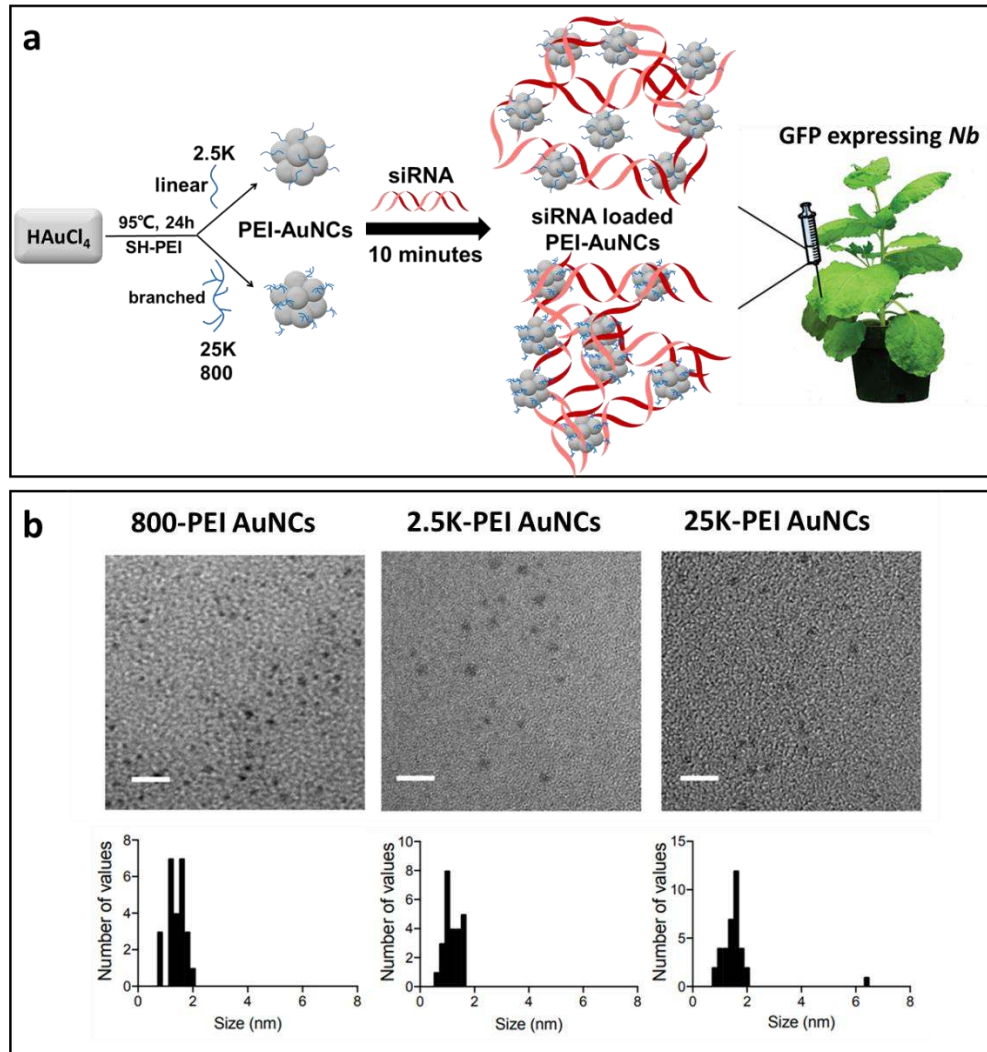 a
2.5K
linear
HAuCl₄
95℃, 24h
SH-PEI
branched
25K
800
PEI-AuNCs
siRNA
10 minutes
siRNA loaded
PEI-AuNCs
GFP expressing Nb
b
800-PEI AuNCs
2.5K-PEI AuNCs
25K-PEI AuNCs
Number of values
8
6
4
2
0
0 2 4 6 8
Size (nm)
Number of values
10
8
6
4
2
0
0 2 4 6 8
Size (nm)
Number of values
15
10
5
0
0 2 4 6 8
Size (nm)